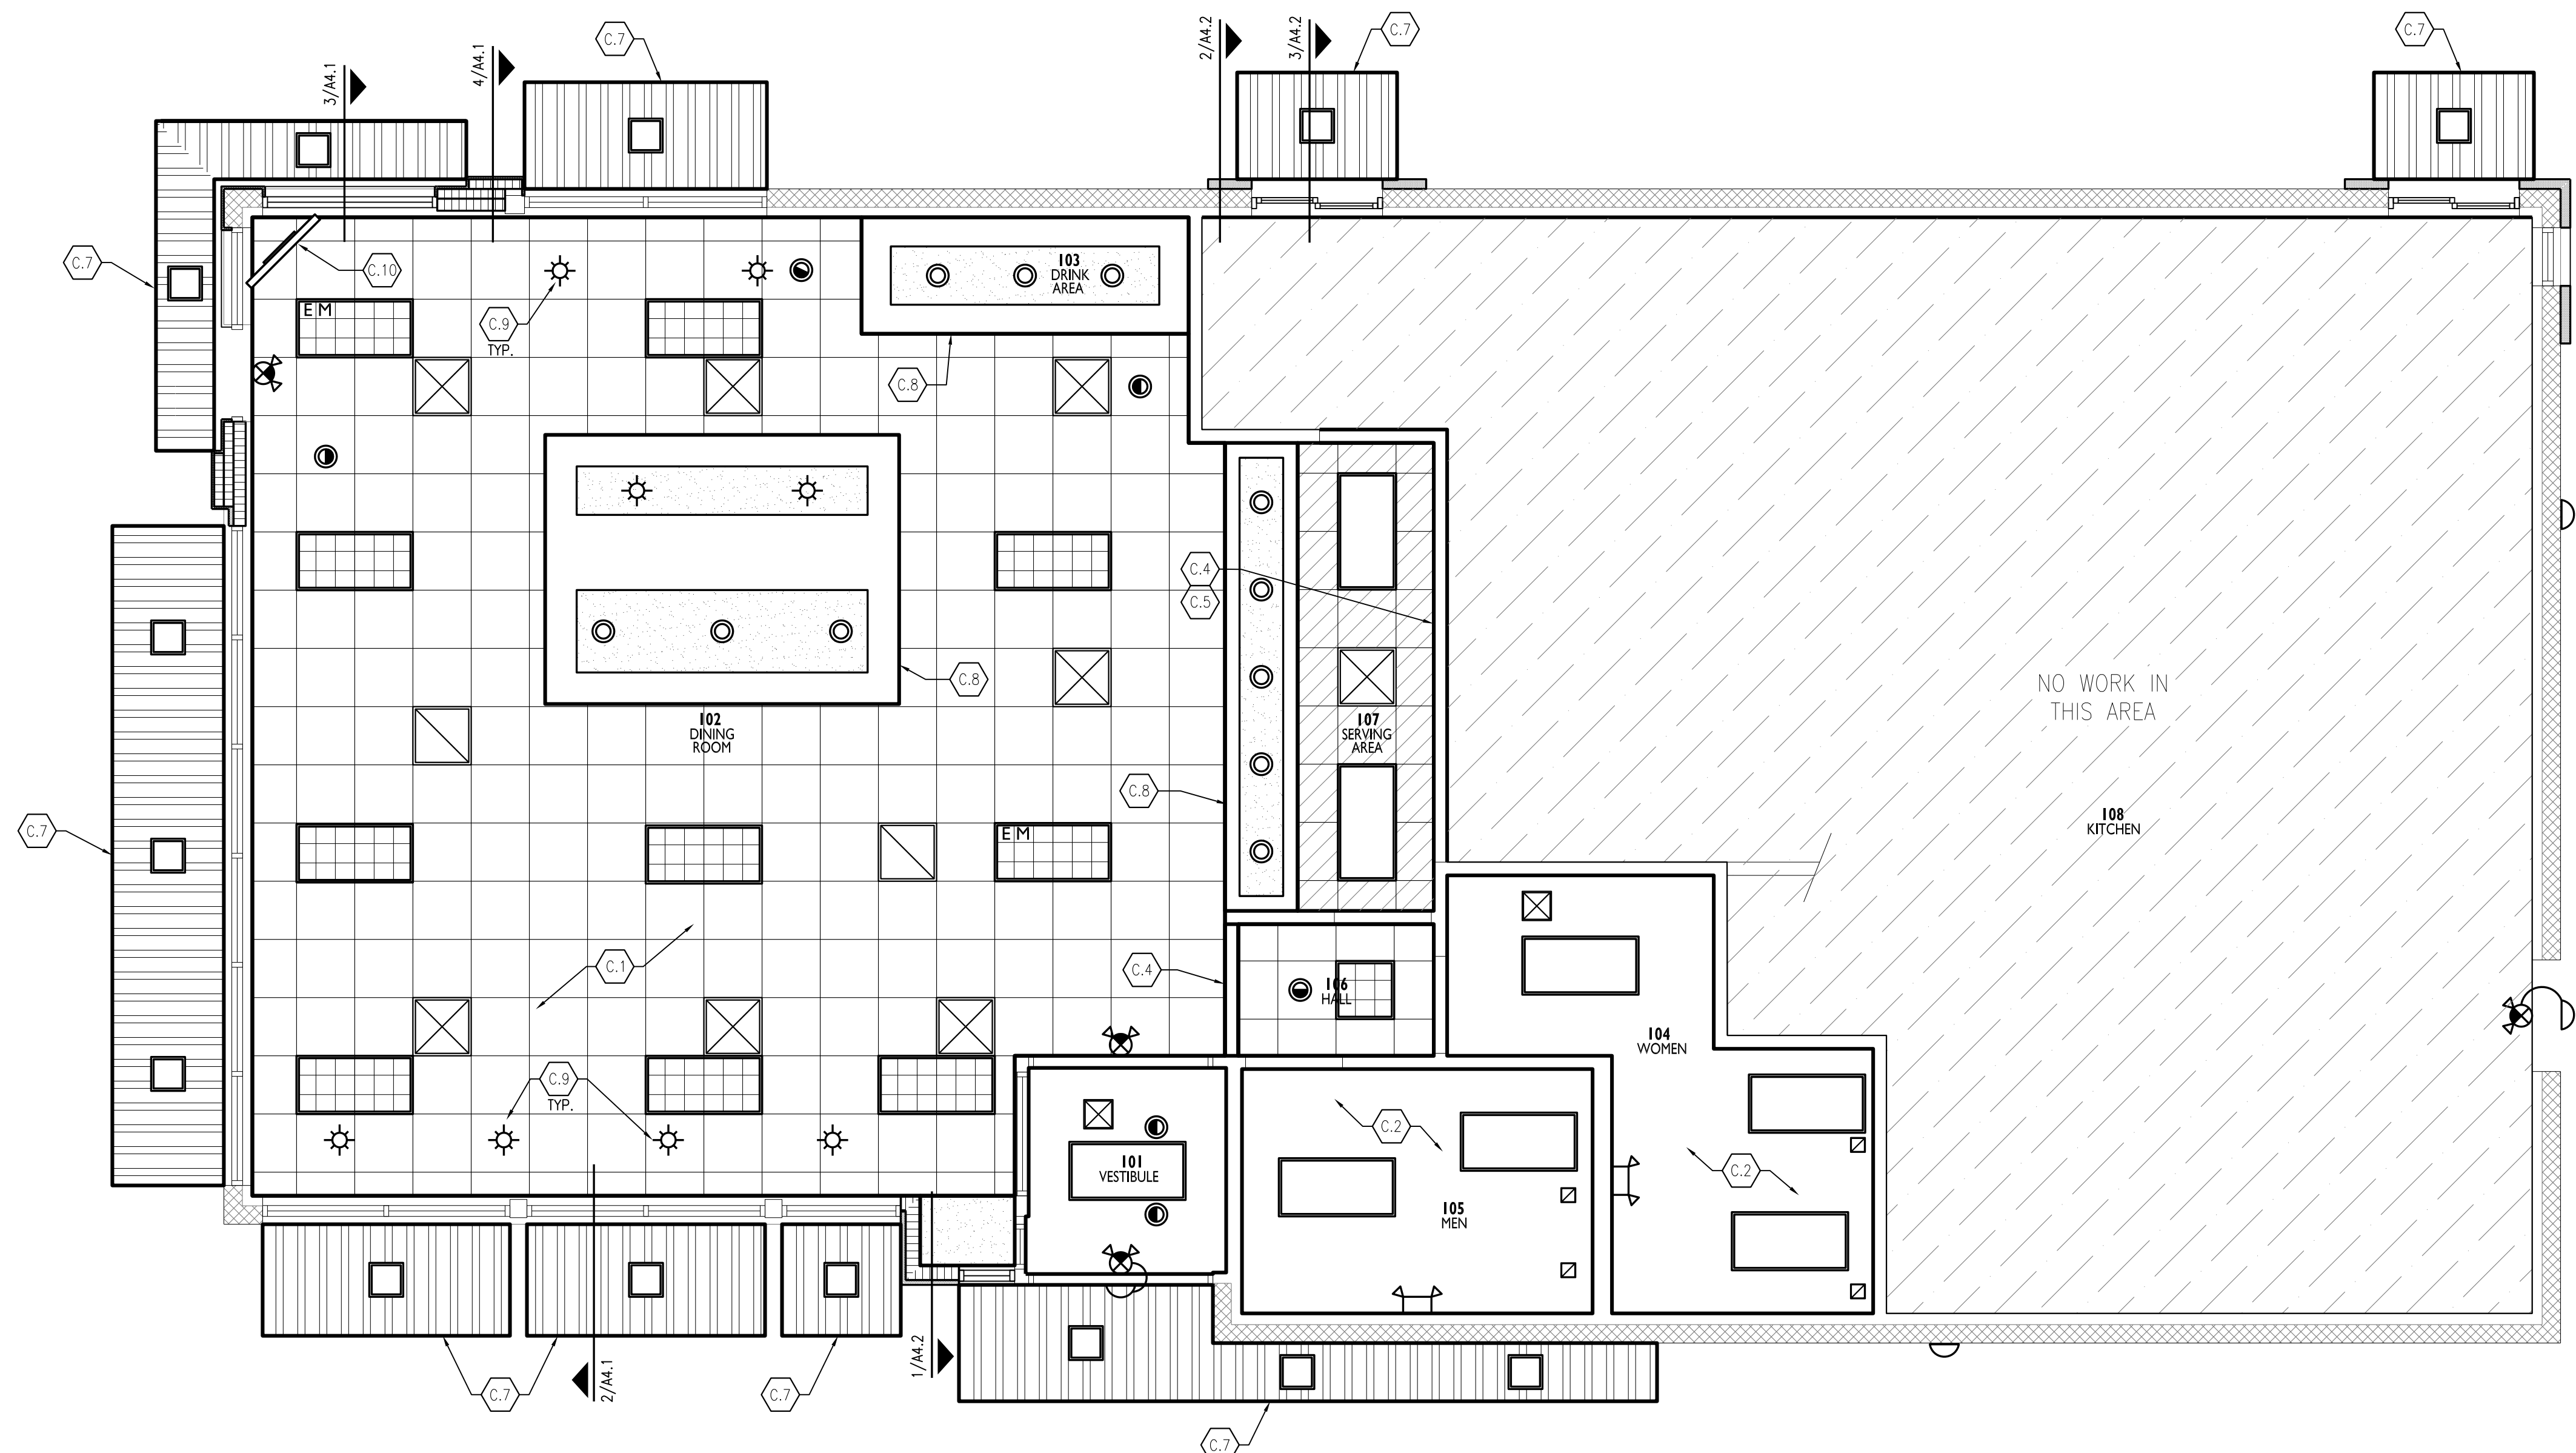 C.7
2/A4.2
3/A4.2
C.7
C.7
4/A4.1
3/A4.1
C.7
C.10
103
DRINK
AREA
E M
C.9
TYP.
C.8
C.4
C.5
C.8
NO WORK IN
THIS AREA
102
DINING
ROOM
107
SERVING
AREA
C.8
108
KITCHEN
C.7
E M
C.1
C.4
106
HALL
104
WOMEN
C.9
TYP.
C.2
101
VESTIBULE
C.2
105
MEN
1/A4.2
2/A4.1
C.7
C.7
C.7